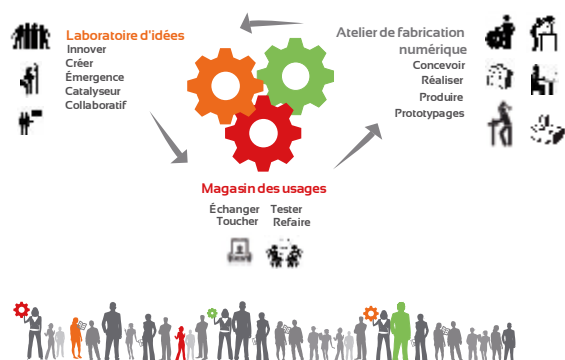 Laboratoire d'idées
Innover
Créer
Émergence
Catalyseur
Collaboratif
Atelier de fabrication
numérique
Concevoir
Réaliser
Produire
Prototypages
Magasin des usages
Échanger Tester
Toucher Refaire